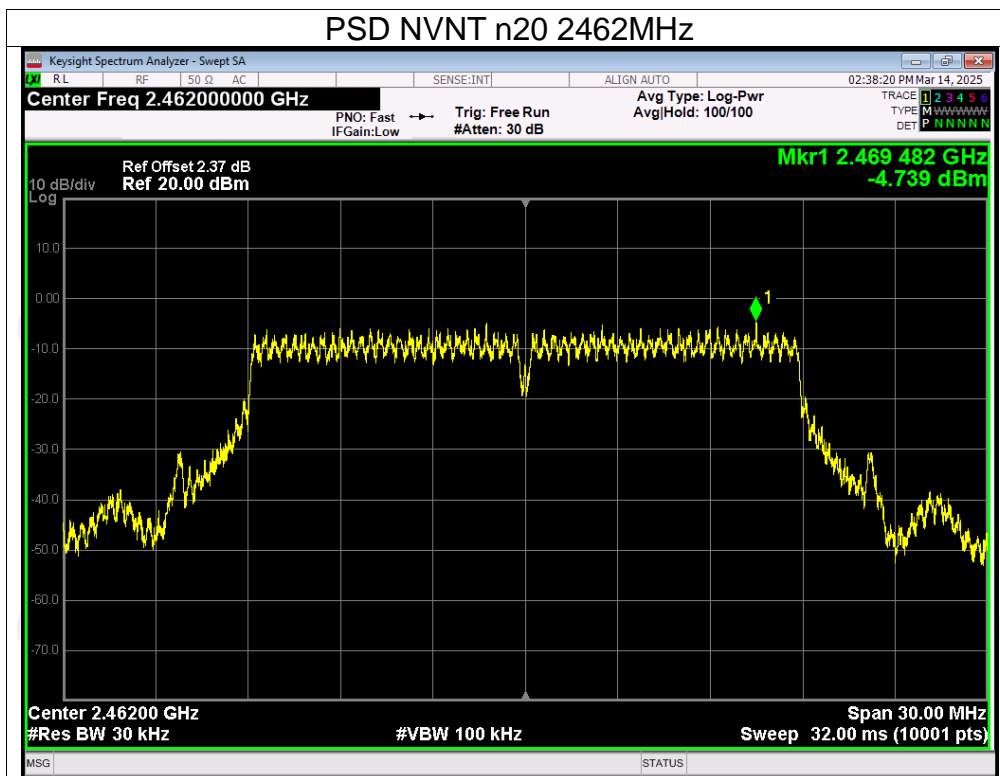 PSD NVNT n20 2462MHz
Keysight Spectrum Analyzer - Swept SA
LXI RL RF 50 Ω AC SENSE:INT ALIGN AUTO 02:38:20 PM Mar 14, 2025
Center Freq 2.462000000 GHz Avg Type: Log-Pwr TRACE 1 2 3 4 5 6
PNO: Fast Trig: Free Run Avg|Hold: 100/100 TYPE M W W W W W
IFGain:Low #Atten: 30 dB DET P N N N N N
Mkr1 2.469 482 GHz
Ref Offset 2.37 dB
10 dB/div Ref 20.00 dBm -4.739 dBm
Log
10.0
0.00
1
-10.0
-20.0
-30.0
-40.0
-50.0
-60.0
-70.0
Center 2.46200 GHz Span 30.00 MHz
#Res BW 30 kHz #VBW 100 kHz Sweep 32.00 ms (10001 pts)
MSG STATUS